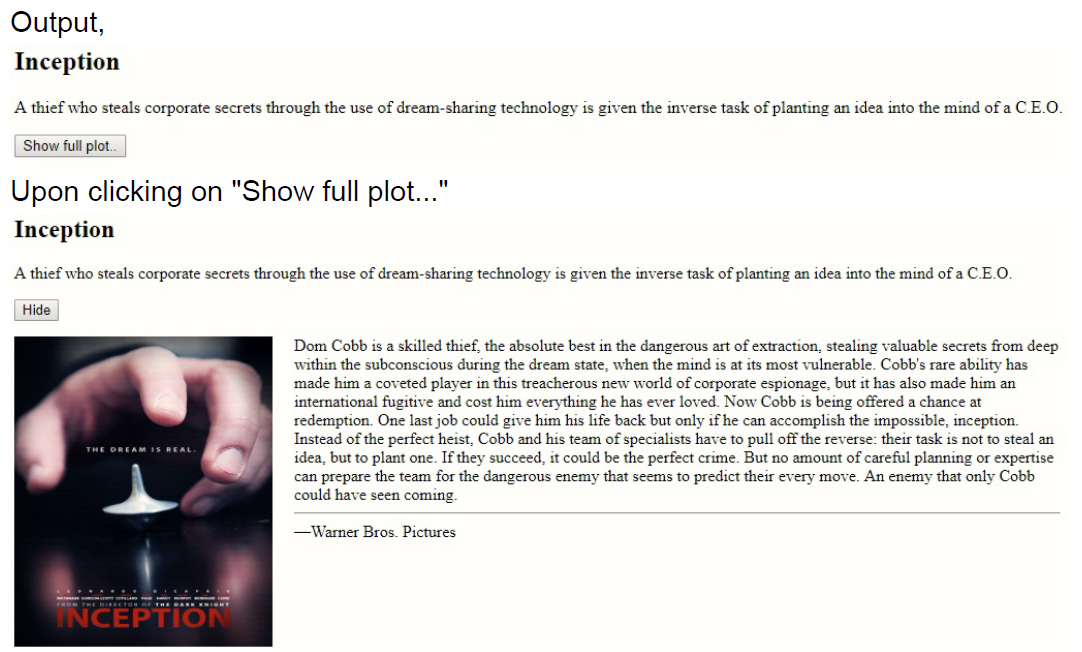 Output,
Inception
A thief who steals corporate secrets through the use of dream-sharing technology is given the inverse task of planting an idea into the mind of a C.E.O.
Show full plot..
Upon clicking on "Show full plot..."
Inception
A thief who steals corporate secrets through the use of dream-sharing technology is given the inverse task of planting an idea into the mind of a C.E.O.
Hide
Dom Cobb is a skilled thief, the absolute best in the dangerous art of extraction, stealing valuable secrets from deep
within the subconscious during the dream state, when the mind is at its most vulnerable. Cobb's rare ability has
made him a coveted player in this treacherous new world of corporate espionage, but it has also made him an
international fugitive and cost him everything he has ever loved. Now Cobb is being offered a chance at
redemption. One last job could give him his life back but only if he can accomplish the impossible, inception.
Instead of the perfect heist, Cobb and his team of specialists have to pull off the reverse: their task is not to steal an
idea, but to plant one. If they succeed, it could be the perfect crime. But no amount of careful planning or expertise
can prepare the team for the dangerous enemy that seems to predict their every move. An enemy that only Cobb
could have seen coming.
—Warner Bros. Pictures
THE DREAM IS REAL.
LEONARDO DICAPRIO
FROM THE DIRECTOR OF THE DARK KNIGHT
INCEPTION